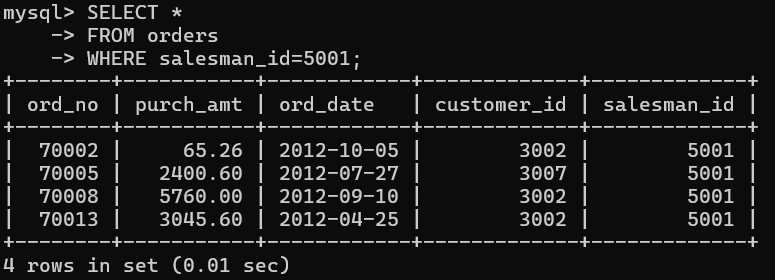 mysql> SELECT *
    -> FROM orders
    -> WHERE salesman_id=5001;
+--------+-----------+------------+-------------+-------------+
| ord_no | purch_amt | ord_date   | customer_id | salesman_id |
+--------+-----------+------------+-------------+-------------+
|  70002 |     65.26 | 2012-10-05 |        3002 |        5001 |
|  70005 |   2400.60 | 2012-07-27 |        3007 |        5001 |
|  70008 |   5760.00 | 2012-09-10 |        3002 |        5001 |
|  70013 |   3045.60 | 2012-04-25 |        3002 |        5001 |
+--------+-----------+------------+-------------+-------------+
4 rows in set (0.01 sec)